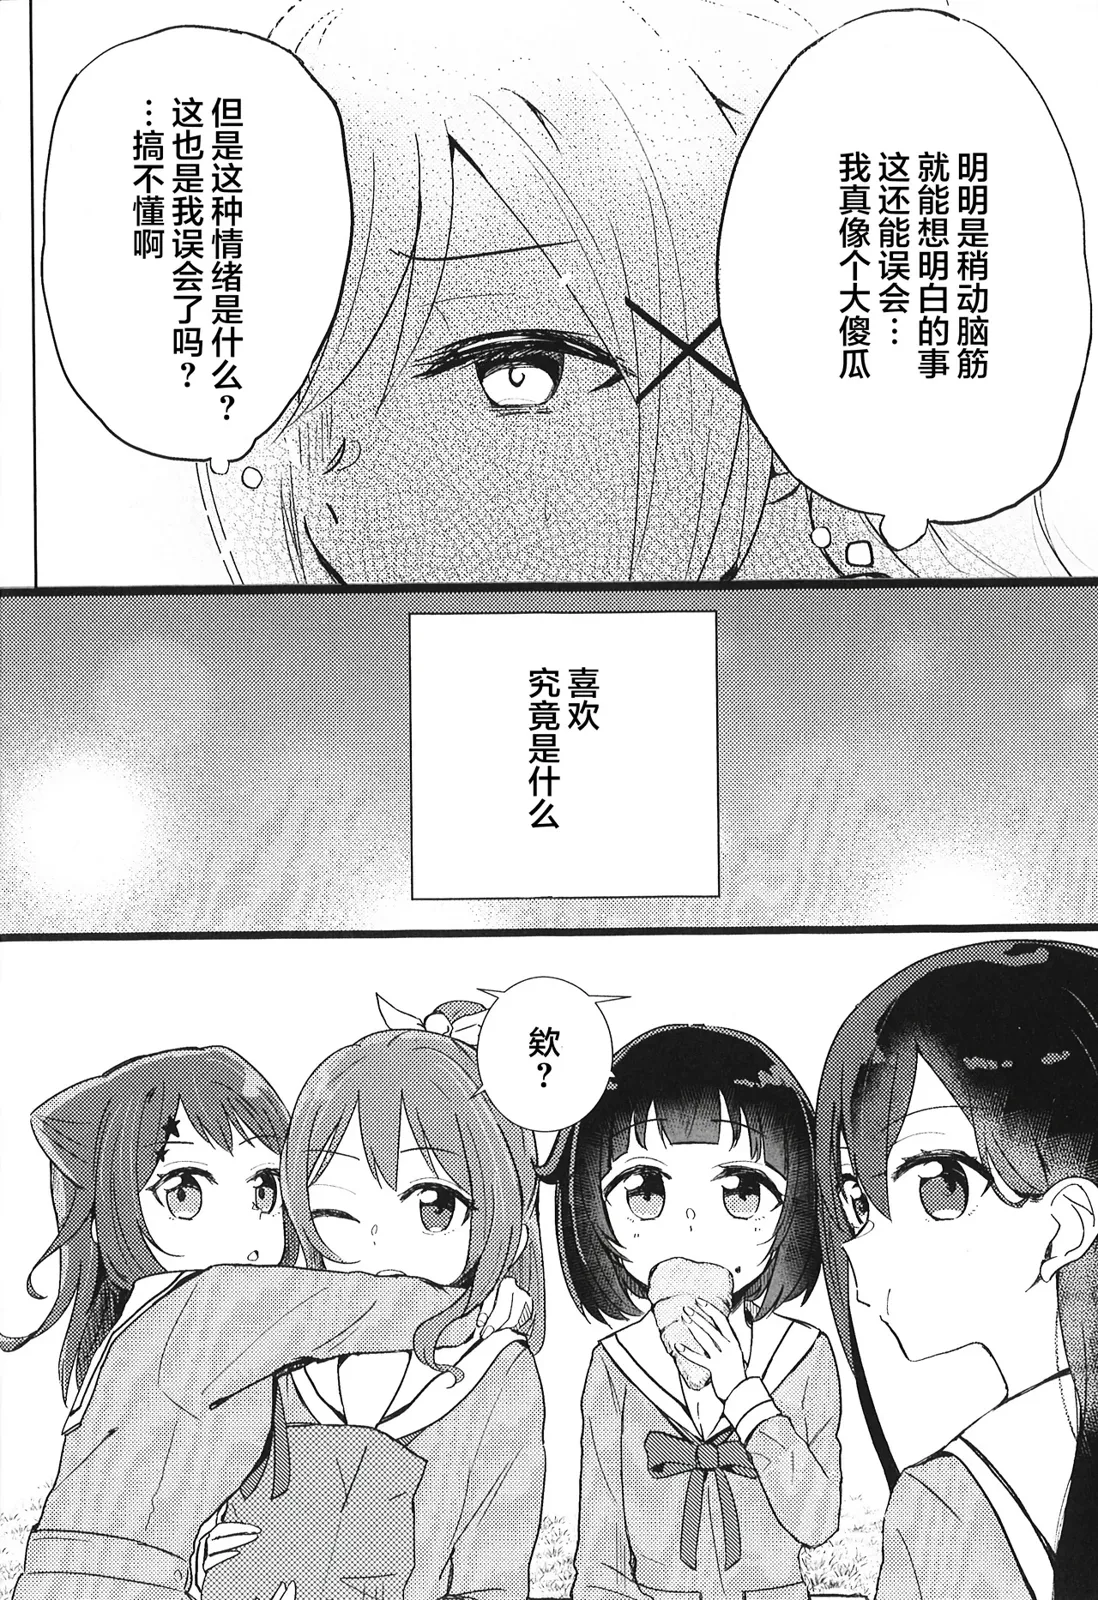 明明是稍动脑筋
就能想明白的事
这还能误会…
我真像个大傻瓜
但是这种情绪是什么？
这也是我误会了吗？
…搞不懂啊
喜欢
究竟是什么
欸？